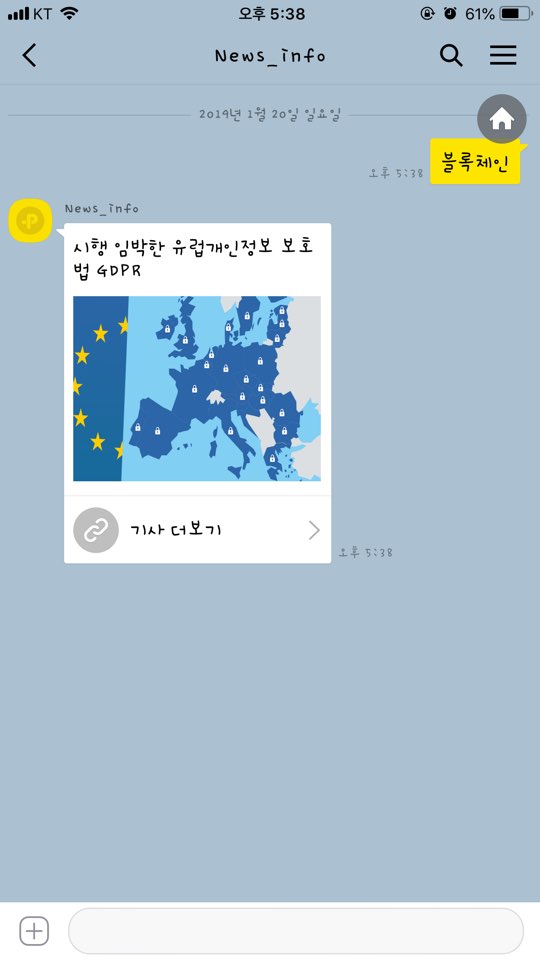 KT 오후 5:38 61%
News_info
2019년 1월 20일 일요일
오후 5:38 블록체인
News_info
시행 임박한 유럽개인정보 보호
법 GDPR
기사 더보기
오후 5:38